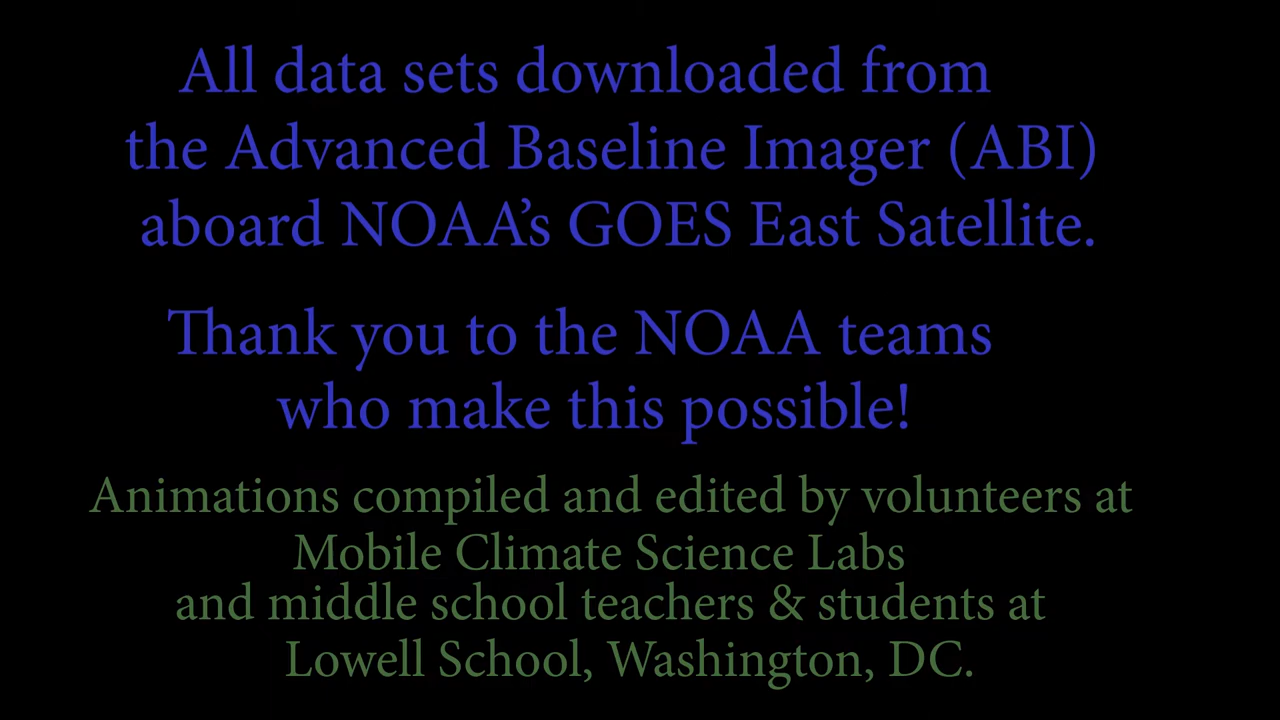 All data sets downloaded from
the Advanced Baseline Imager (ABI)
aboard NOAA’s GOES East Satellite.
Thank you to the NOAA teams
who make this possible!
Animations compiled and edited by volunteers at
Mobile Climate Science Labs
and middle school teachers & students at
Lowell School, Washington, DC.